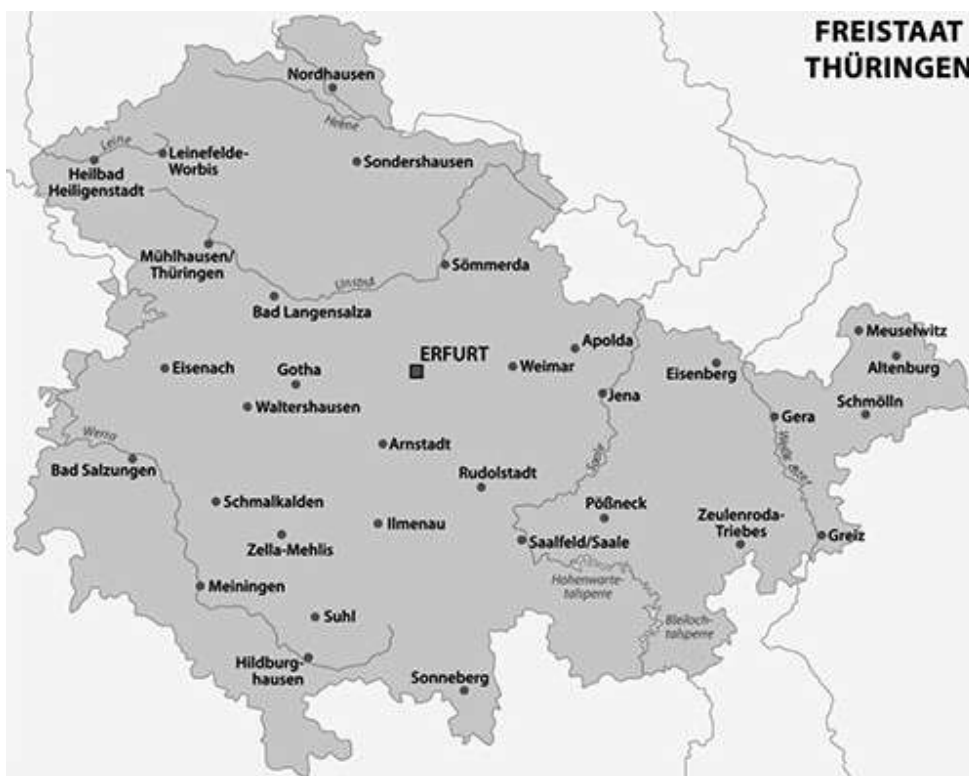 FREISTAAT
THÜRINGEN
Nordhausen
Helme
Leine
Leinefelde-
Worbis
Sondershausen
Heilbad
Heiligenstadt
Mühlhausen/
Thüringen
Sömmerda
Unstrut
Bad Langensalza
Meuselwitz
Apolda
ERFURT
Altenburg
Eisenach
Gotha
Weimar
Eisenberg
Jena
Schmölln
Waltershausen
Gera
Werra
Arnstadt
Weiße Elster
Saale
Bad Salzungen
Rudolstadt
Schmalkalden
Pößneck
Ilmenau
Zeulenroda-
Triebes
Zella-Mehlis
Saalfeld/Saale
Greiz
Hohenwarte-
talsperre
Meiningen
Suhl
Bleiloch-
talsperre
Hildburg-
hausen
Sonneberg